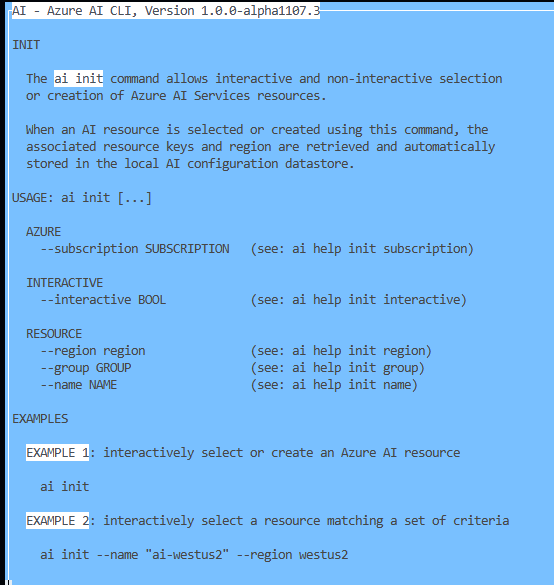 AI - Azure AI CLI, Version 1.0.0-alpha1107.3
INIT
The ai init command allows interactive and non-interactive selection
or creation of Azure AI Services resources.
When an AI resource is selected or created using this command, the
associated resource keys and region are retrieved and automatically
stored in the local AI configuration datastore.
USAGE: ai init [...]
AZURE
--subscription SUBSCRIPTION (see: ai help init subscription)
INTERACTIVE
--interactive BOOL (see: ai help init interactive)
RESOURCE
--region region (see: ai help init region)
--group GROUP (see: ai help init group)
--name NAME (see: ai help init name)
EXAMPLES
EXAMPLE 1: interactively select or create an Azure AI resource
ai init
EXAMPLE 2: interactively select a resource matching a set of criteria
ai init --name "ai-westus2" --region westus2